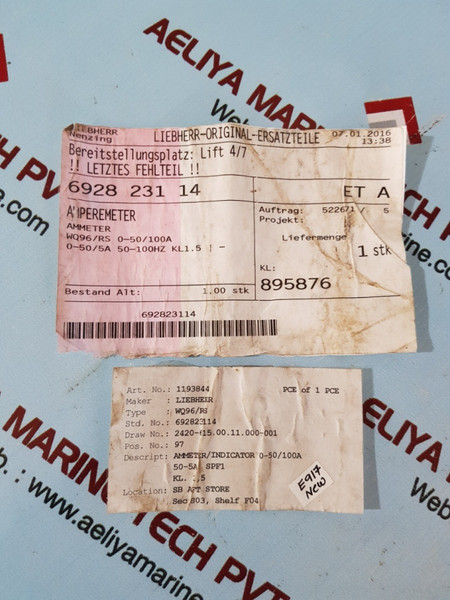 AELIYA MARINE
LIEBHERR
Nenzing
LIEBHERR-ORIGINAL-ERSATZTEILE
07.01.2016
13:38
Bereitstellungsplatz: Lift 4/7
!! LETZTES FEHLTEIL !!
6928 231 14
ET A
AMPEREMETER
AMMETER
WQ96/RS 0-50/100A
0-50/5A 50-100HZ KL1.5 | -
Auftrag: 522671 / 5
Projekt:
Liefermenge
1 stk
KL:
895876
Bestand Alt: 1.00 stk
692823114
Art. No.: 1193844
PCE of 1 PCE
Maker : LIEBHERR
Type : WQ96/RS
Std. No.: 692823114
Draw No.: 2420-615.00.11.000-001
Pos. No.: 97
Descript: AMMETER/INDICATOR 0-50/100A
50-5A SPF1
KL. .5
Location: SB AFT STORE
Sec 803, Shelf F04
E917
New
AELIYA
MARINE TECH PVT
www.aeliyamarine